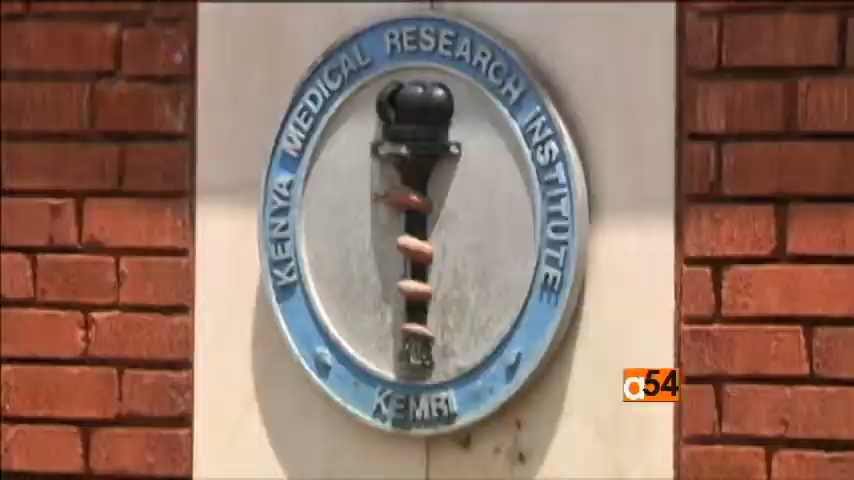 KENYA MEDICAL RESEARCH INSTITUTE
KEMRI
a54